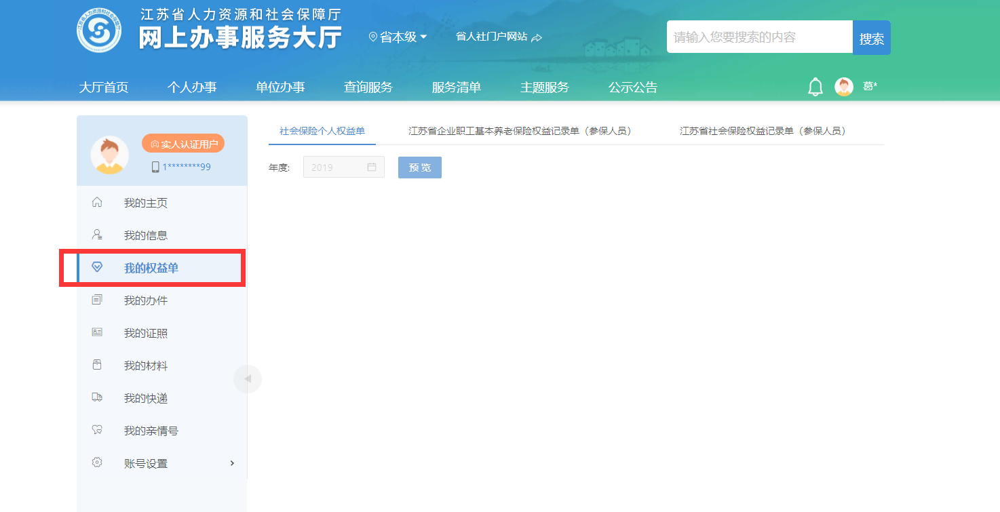 江苏省人力资源和社会保障厅
网上办事服务大厅
省本级
省人社门户网站
请输入您要搜索的内容
搜索
大厅首页 个人办事 单位办事 查询服务 服务清单 主题服务 公示公告
葛*
实人认证用户
1********99
我的主页
我的信息
我的权益单
我的办件
我的证照
我的材料
我的快递
我的亲情号
账号设置
社会保险个人权益单 江苏省企业职工基本养老保险权益记录单（参保人员） 江苏省社会保险权益记录单（参保人员）
年度: 2019 预 览